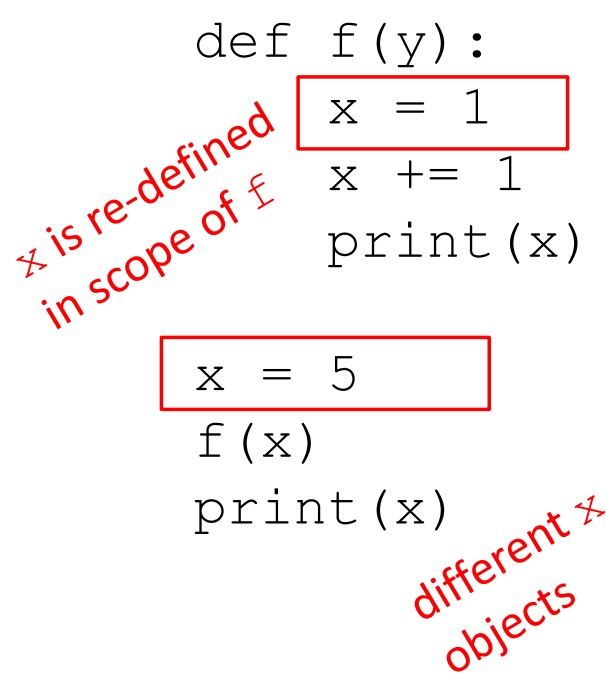 def f(y):
    x = 1
    x += 1
    print(x)
x is re-defined
in scope of f
x = 5
f(x)
print(x)
different x
objects